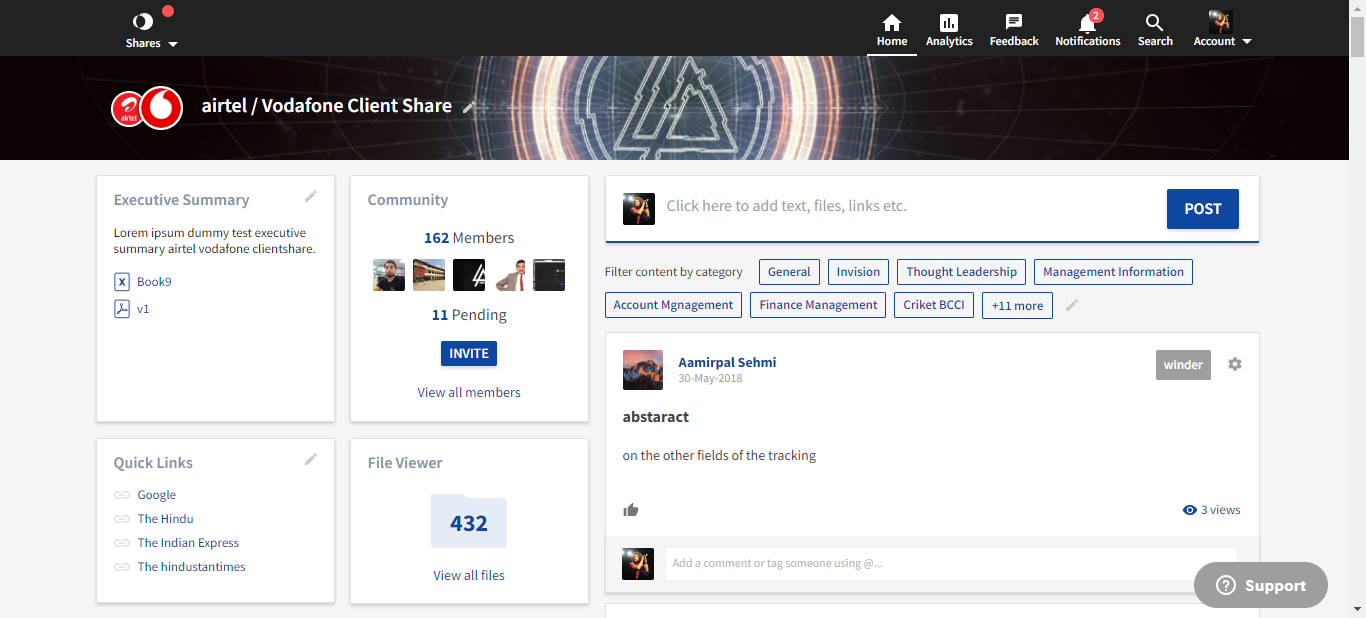 Shares
Home
Analytics
Feedback
2
Notifications
Search
Account
airtel
airtel / Vodafone Client Share
Executive Summary
Lorem ipsum dummy test executive
summary airtel vodafone clientshare.
X Book9
v1
Community
162 Members
11 Pending
INVITE
View all members
Click here to add text, files, links etc.
POST
Filter content by category
General
Invision
Thought Leadership
Management Information
Account Mgnagement
Finance Management
Criket BCCI
+11 more
Aamirpal Sehmi
30-May-2018
winder
abstaract
on the other fields of the tracking
3 views
Add a comment or tag someone using @...
Quick Links
Google
The Hindu
The Indian Express
The hindustantimes
File Viewer
432
View all files
? Support